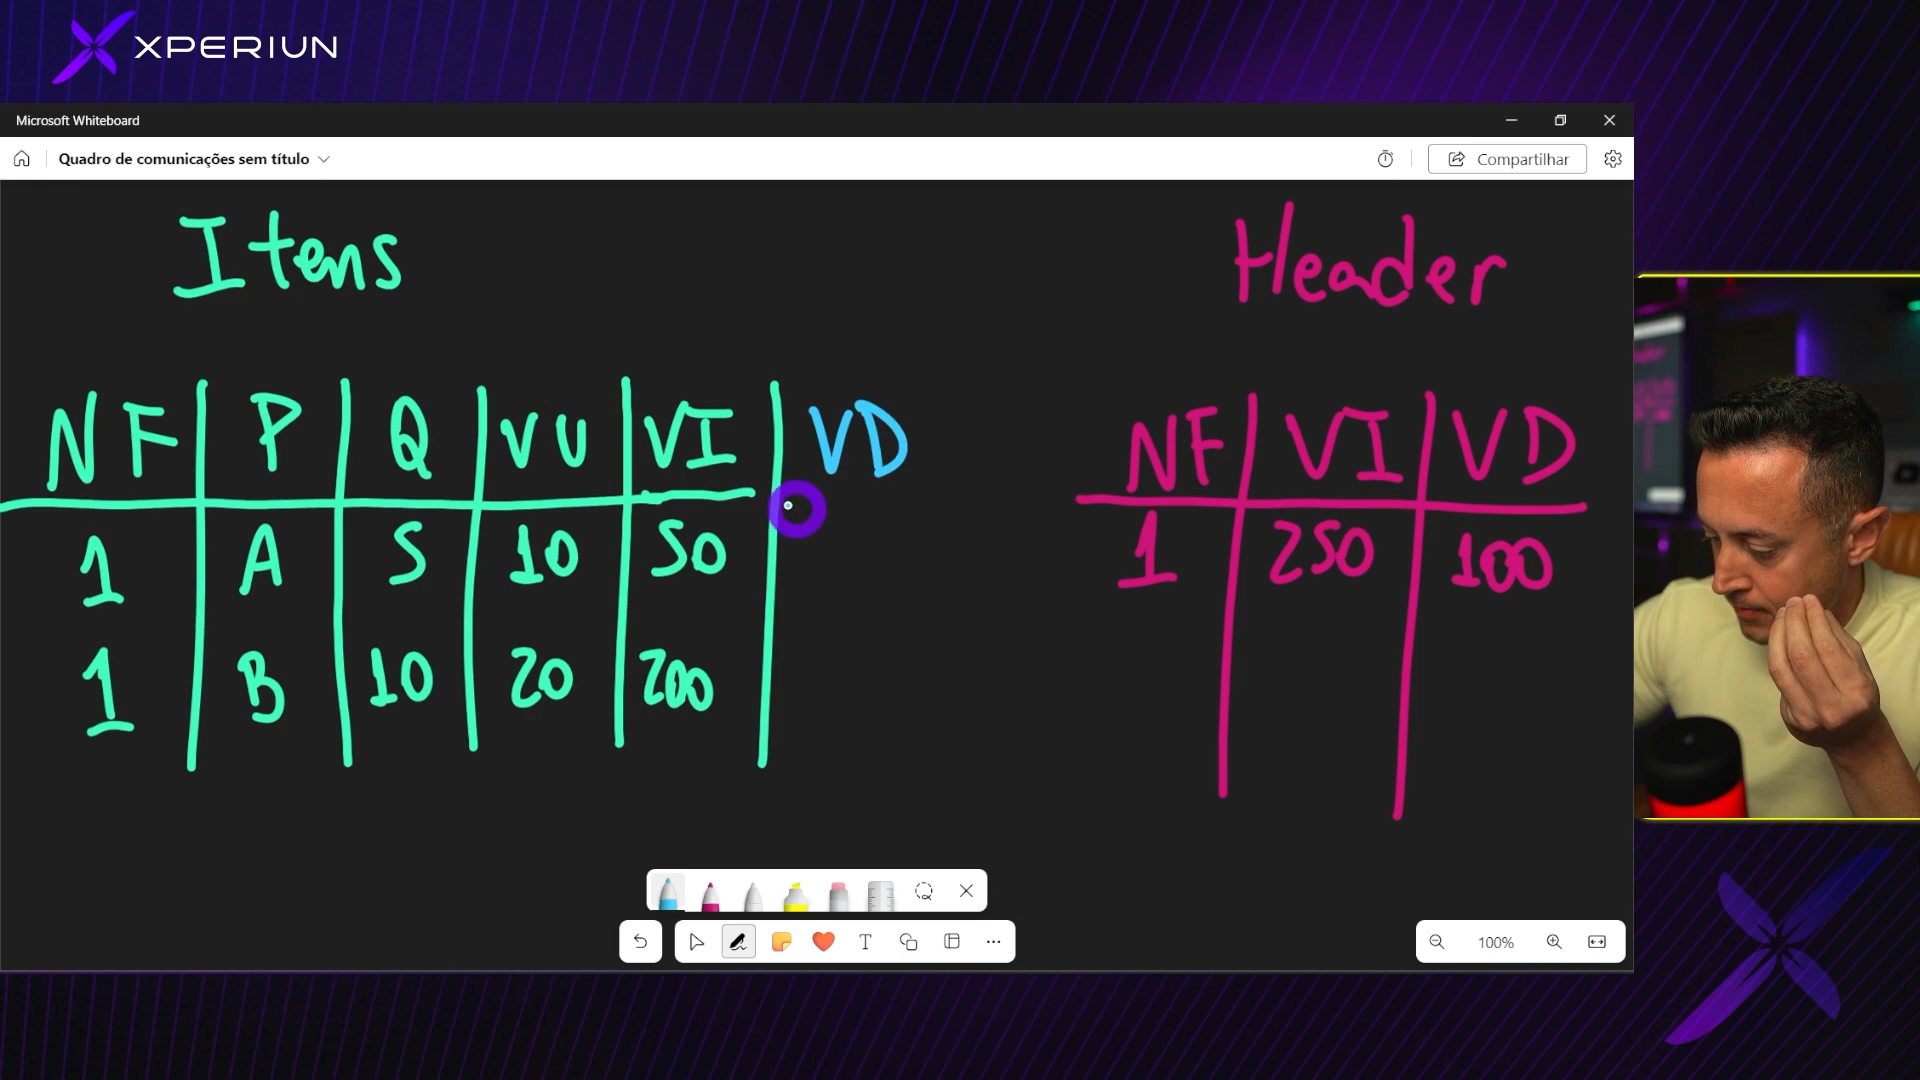 XPERIUN
Microsoft Whiteboard
Quadro de comunicações sem título
Compartilhar
Itens
NF P Q VU VI VD
1 A 5 10 50
1 B 10 20 200
Header
NF VI VD
1 250 100
T
100%